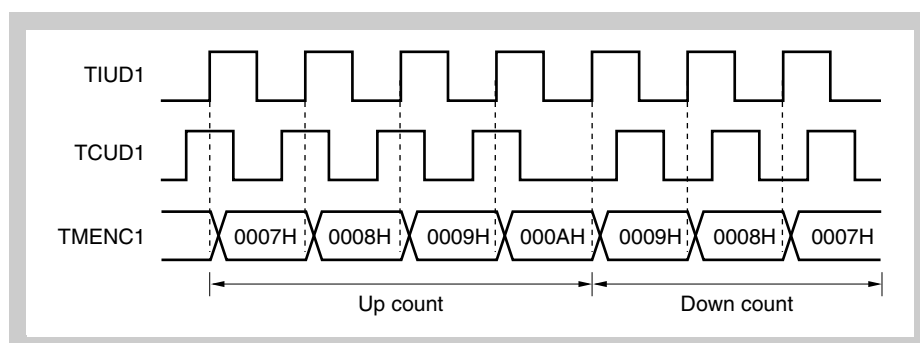 TIUD1
TCUD1
TMENC1
0007H 0008H 0009H 000AH 0009H 0008H 0007H
Up count Down count